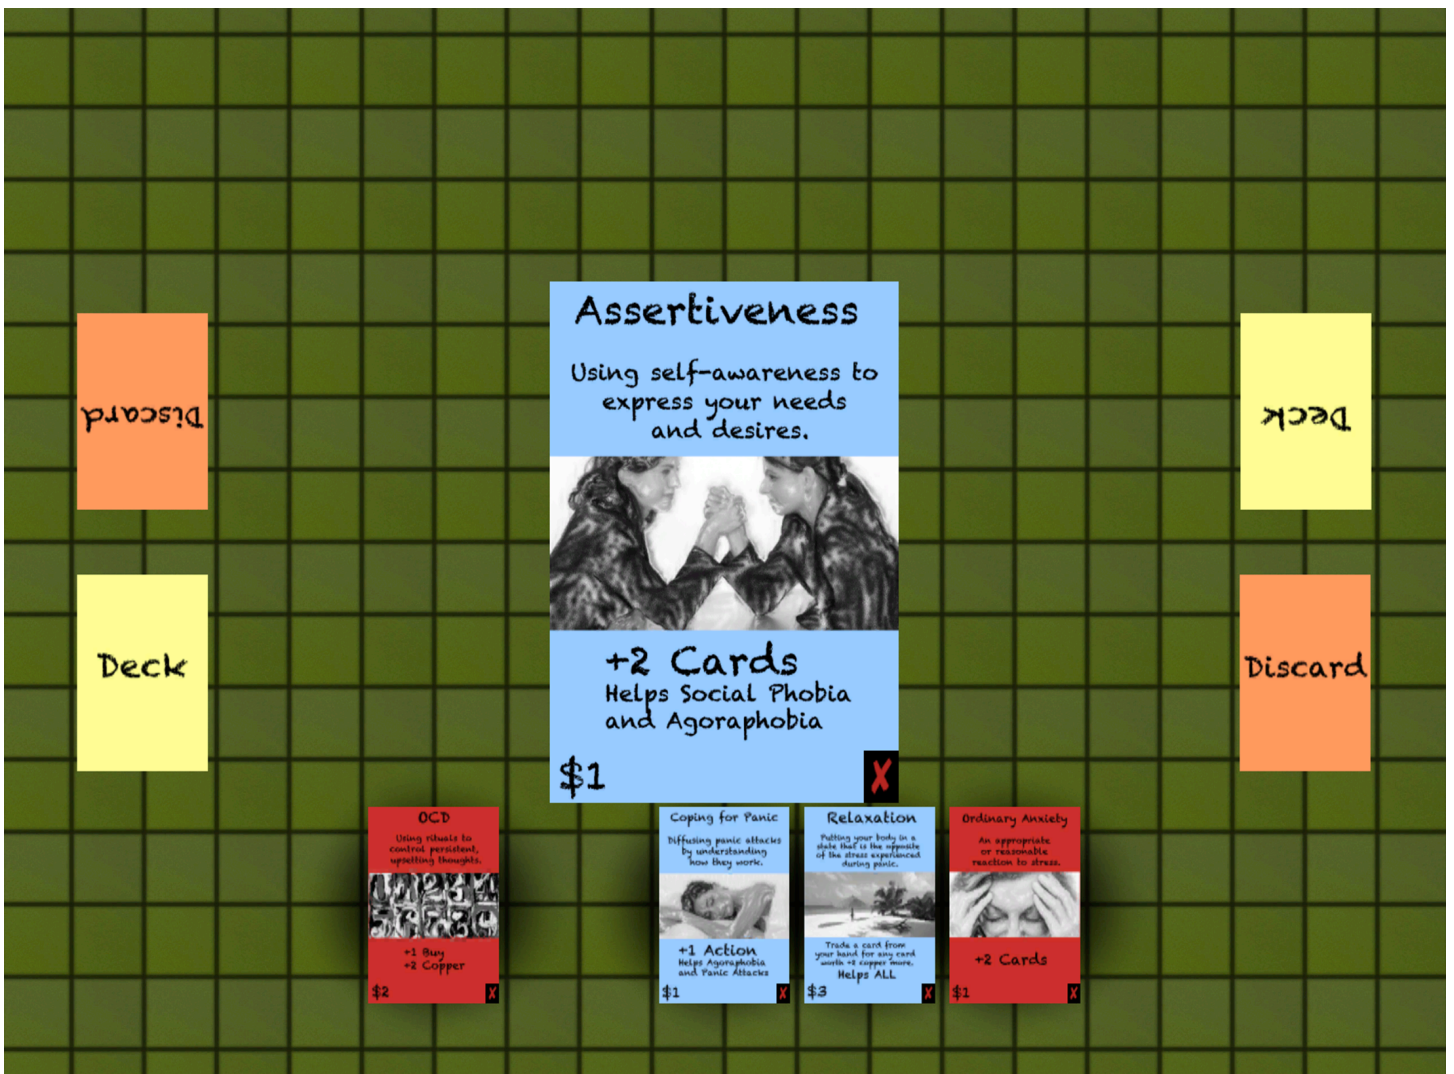 Assertiveness
Using self-awareness to
express your needs
and desires.
+2 Cards
Helps Social Phobia
and Agoraphobia
$1
X
Discard
Deck
Deck
Discard
OCD
Using rituals to
control persistent,
upsetting thoughts.
+1 Buy
+2 Copper
$2
X
Coping for Panic
Diffusing panic attacks
by understanding
how they work.
+1 Action
Helps Agoraphobia
and Panic Attacks
$1
X
Relaxation
Putting your body in a
state that is the opposite
of the stress experienced
during panic.
Trade a card from
your hand for any card
worth +2 copper more.
Helps ALL
$3
X
Ordinary Anxiety
An appropriate
or reasonable
reaction to stress.
+2 Cards
$1
X